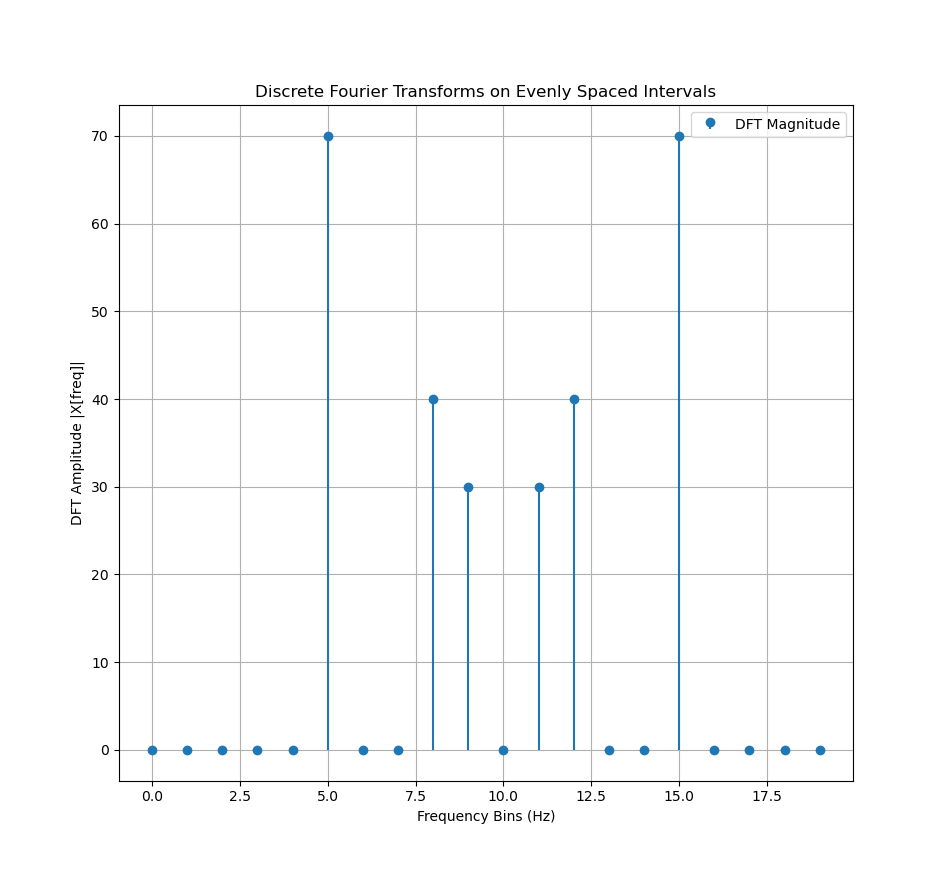 Discrete Fourier Transforms on Evenly Spaced Intervals
DFT Magnitude
DFT Amplitude |X[freq]|
70
60
50
40
30
20
10
0
0.0 2.5 5.0 7.5 10.0 12.5 15.0 17.5
Frequency Bins (Hz)